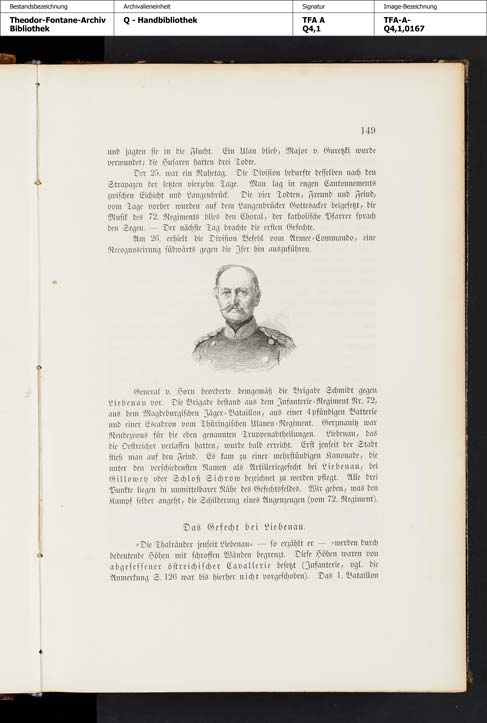 Bestandsbezeichnung
Theodor-Fontane-Archiv
Bibliothek
Archivalieneinheit
Q - Handbibliothek
Signatur
TFA A
Q4,1
Image-Bezeichnung
TFA-A-
Q4,1,0167
149
und jagten sie in die Flucht. Ein Ulan blieb, Major v. Guretzki wurde
verwundet; die Husaren hatten drei Todte.
Der 25. war ein Ruhetag. Die Division bedurfte desselben nach den
Strapazen der letzten vierzehn Tage. Man lag in engen Cantonnements
zwischen Eichicht und Langenbrück. Die vier Todten, Freund und Feind,
vom Tage vorher wurden auf dem Langenbrücker Gottesacker beigesetzt, die
Musik des 72. Regiments blies den Choral, der katholische Pfarrer sprach
den Segen. — Der nächste Tag brachte die ersten Gefechte.
Am 26. erhielt die Division Befehl vom Armee-Commando, eine
Recognoscirung südwärts gegen die Iser hin auszuführen.
General v. Horn beorderte demgemäß die Brigade Schmidt gegen
Liebenau vor. Die Brigade bestand aus dem Infanterie-Regiment Nr. 72,
aus dem Magdeburgischen Jäger-Bataillon, aus einer 4pfündigen Batterie
und einer Escadron vom Thüringischen Ulanen-Regiment. Gerzmanitz war
Rendezvous für die eben genannten Truppenabtheilungen. Liebenau, das
die Oestreicher verlassen hatten, wurde bald erreicht. Erst jenseit der Stadt
stieß man auf den Feind. Es kam zu einer mehrstündigen Kanonade, die
unter den verschiedensten Namen als Artilleriegefecht bei Liebenau, bei
Gillowey oder Schloß Sichrow bezeichnet zu werden pflegt. Alle drei
Punkte liegen in unmittelbarer Nähe des Gefechtsfeldes. Wir geben, was den
Kampf selber angeht, die Schilderung eines Augenzeugen (vom 72. Regiment).
Das Gefecht bei Liebenau.
»Die Thalränder jenseit Liebenau« — so erzählt er — »werden durch
bedeutende Höhen mit schroffen Wänden begrenzt. Diese Höhen waren von
abgesessener östreichischer Cavallerie besetzt (Infanterie, vgl. die
Anmerkung S. 126 war bis hierher nicht vorgeschoben). Das 1. Bataillon